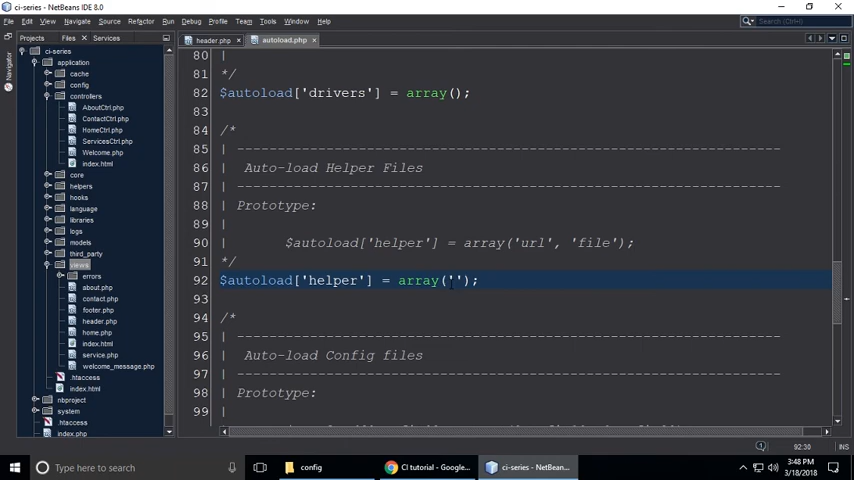 ci-series - NetBeans IDE 8.0
File Edit View Navigate Source Refactor Run Debug Profile Team Tools Window Help
Search (Ctrl+I)
Projects Files Services
header.php autoload.php
Navigator
ci-series
application
cache
config
controllers
AboutCtrl.php
ContactCtrl.php
HomeCtrl.php
ServicesCtrl.php
Welcome.php
index.html
core
helpers
hooks
language
libraries
logs
models
third_party
views
errors
about.php
contact.php
footer.php
header.php
home.php
index.html
service.php
welcome_message.php
.htaccess
index.html
nbproject
system
.htaccess
index.php
80 |
81 */
82 $autoload['drivers'] = array();
83
84 /*
85 | -------------------------------------------------------------------
86 | Auto-load Helper Files
87 | -------------------------------------------------------------------
88 | Prototype:
89 |
90 | $autoload['helper'] = array('url', 'file');
91 */
92 $autoload['helper'] = array('');
93
94 /*
95 | -------------------------------------------------------------------
96 | Auto-load Config files
97 | -------------------------------------------------------------------
98 | Prototype:
99 |
1 92:30 INS
Type here to search
config
CI tutorial - Google...
ci-series - NetBean...
3:48 PM
3/18/2018